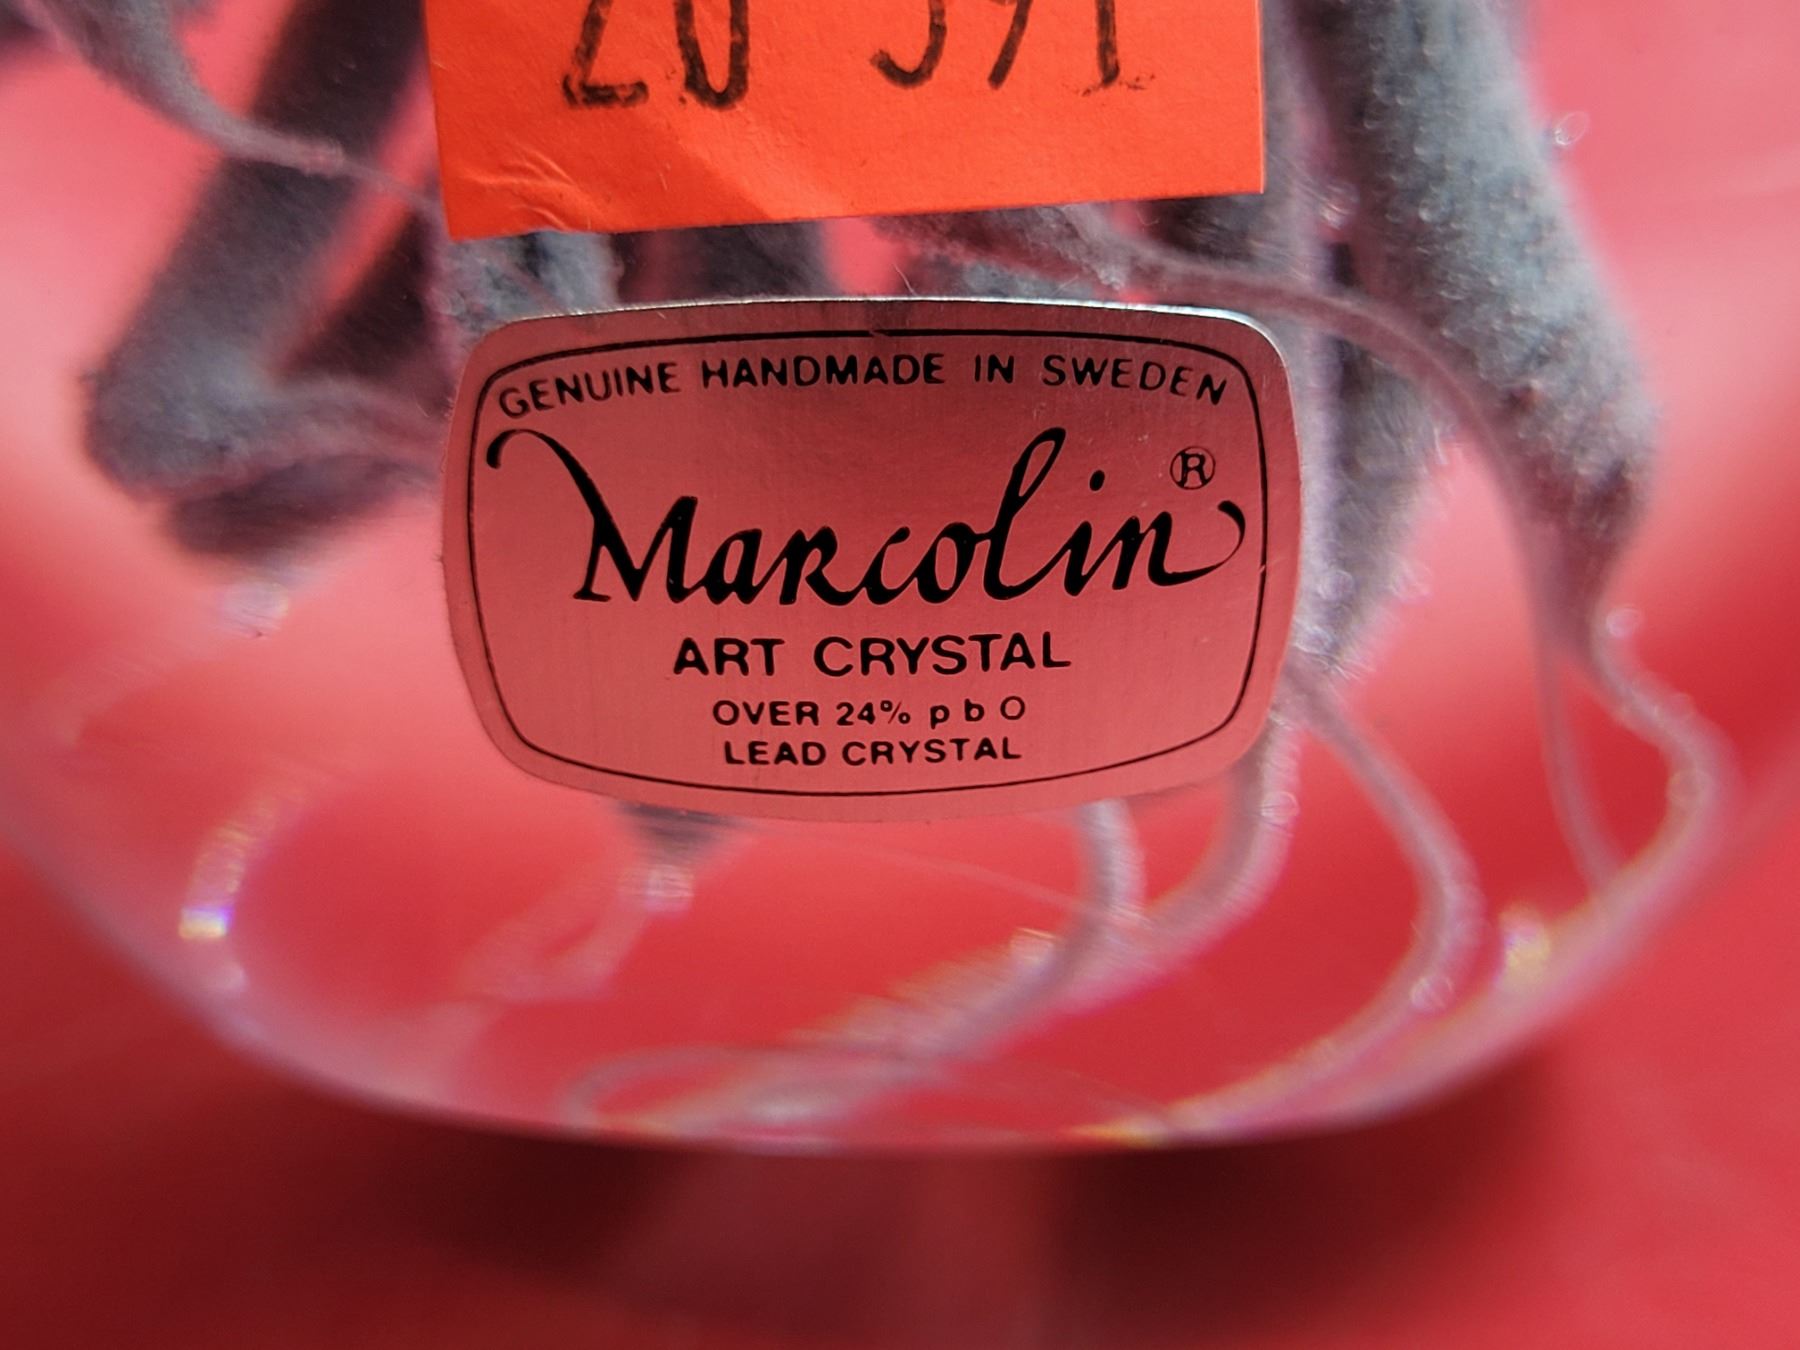 GENUINE HANDMADE IN SWEDEN
Marcolin ®
ART CRYSTAL
OVER 24% p b O
LEAD CRYSTAL